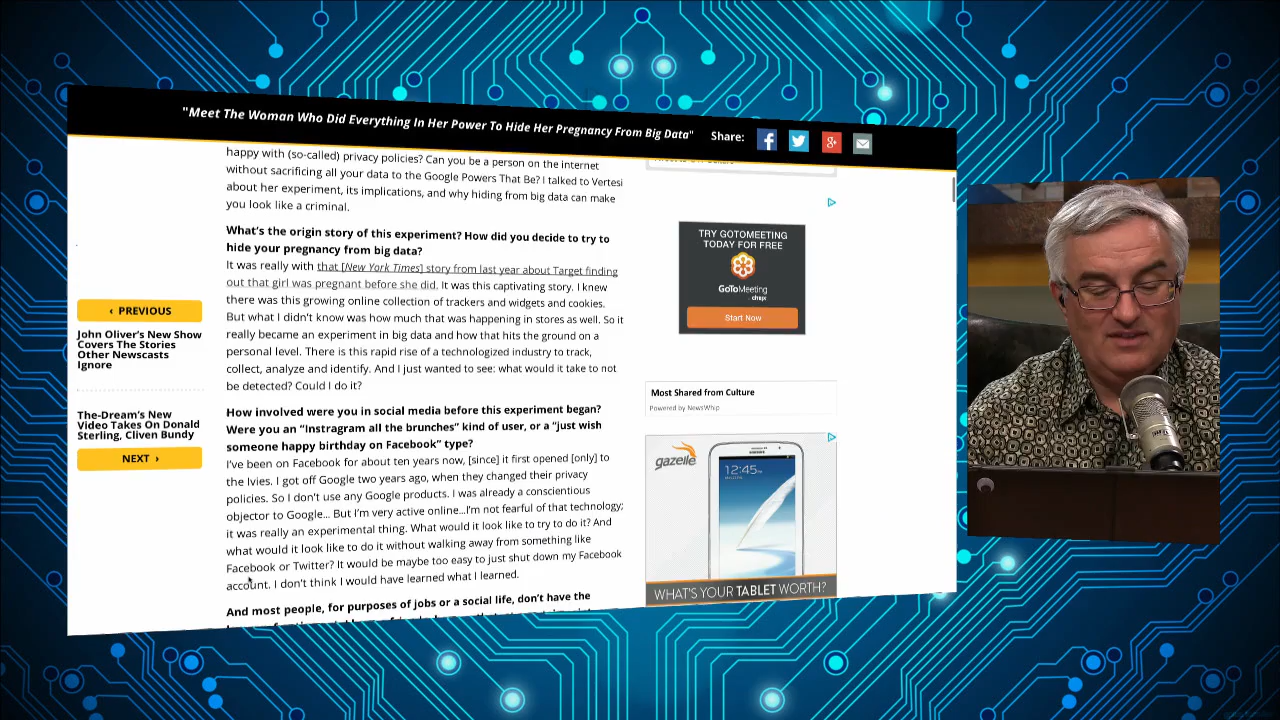 "Meet The Woman Who Did Everything In Her Power To Hide Her Pregnancy From Big Data"
Share:
happy with (so-called) privacy policies? Can you be a person on the internet
without sacrificing all your data to the Google Powers That Be? I talked to Vertesi
about her experiment, its implications, and why hiding from big data can make
you look like a criminal.
What's the origin story of this experiment? How did you decide to try to
hide your pregnancy from big data?
It was really with that [New York Times] story from last year about Target finding
out that girl was pregnant before she did. It was this captivating story. I knew
there was this growing online collection of trackers and widgets and cookies.
But what I didn't know was how much that was happening in stores as well. So it
really became an experiment in big data and how that hits the ground on a
personal level. There is this rapid rise of a technologized industry to track,
collect, analyze and identify. And I just wanted to see: what would it take to not
be detected? Could I do it?
How involved were you in social media before this experiment began?
Were you an “Instragram all the brunches” kind of user, or a “just wish
someone happy birthday on Facebook” type?
I've been on Facebook for about ten years now, [since] it first opened [only] to
the Ivies. I got off Google two years ago, when they changed their privacy
policies. So I don't use any Google products. I was already a conscientious
objector to Google... But I'm very active online...I'm not fearful of that technology;
it was really an experimental thing. What would it look like to try to do it? And
what would it look like to do it without walking away from something like
Facebook or Twitter? It would be maybe too easy to just shut down my Facebook
account. I don't think I would have learned what I learned.
And most people, for purposes of jobs or a social life, don't have the
‹ PREVIOUS
John Oliver's New Show
Covers The Stories
Other Newscasts
Ignore
The-Dream's New
Video Takes On Donald
Sterling, Cliven Bundy
NEXT ›
TRY GOTOMEETING
TODAY FOR FREE
GoToMeeting
by citrix
Start Now
Most Shared from Culture
Powered by NewsWhip
gazelle
12:45
WHAT'S YOUR TABLET WORTH?